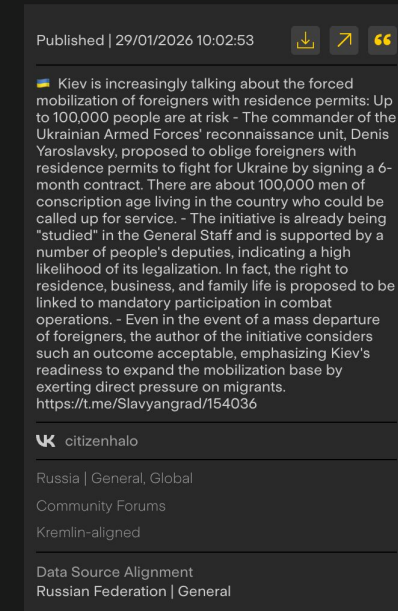 Published | 29/01/2026 10:02:53
🇺🇦 Kiev is increasingly talking about the forced
mobilization of foreigners with residence permits: Up
to 100,000 people are at risk - The commander of the
Ukrainian Armed Forces' reconnaissance unit, Denis
Yaroslavsky, proposed to oblige foreigners with
residence permits to fight for Ukraine by signing a 6-
month contract. There are about 100,000 men of
conscription age living in the country who could be
called up for service. - The initiative is already being
"studied" in the General Staff and is supported by a
number of people's deputies, indicating a high
likelihood of its legalization. In fact, the right to
residence, business, and family life is proposed to be
linked to mandatory participation in combat
operations. - Even in the event of a mass departure
of foreigners, the author of the initiative considers
such an outcome acceptable, emphasizing Kiev's
readiness to expand the mobilization base by
exerting direct pressure on migrants.
https://t.me/Slavyangrad/154036
citizenhalo
Russia | General, Global
Community Forums
Kremlin-aligned
Data Source Alignment
Russian Federation | General